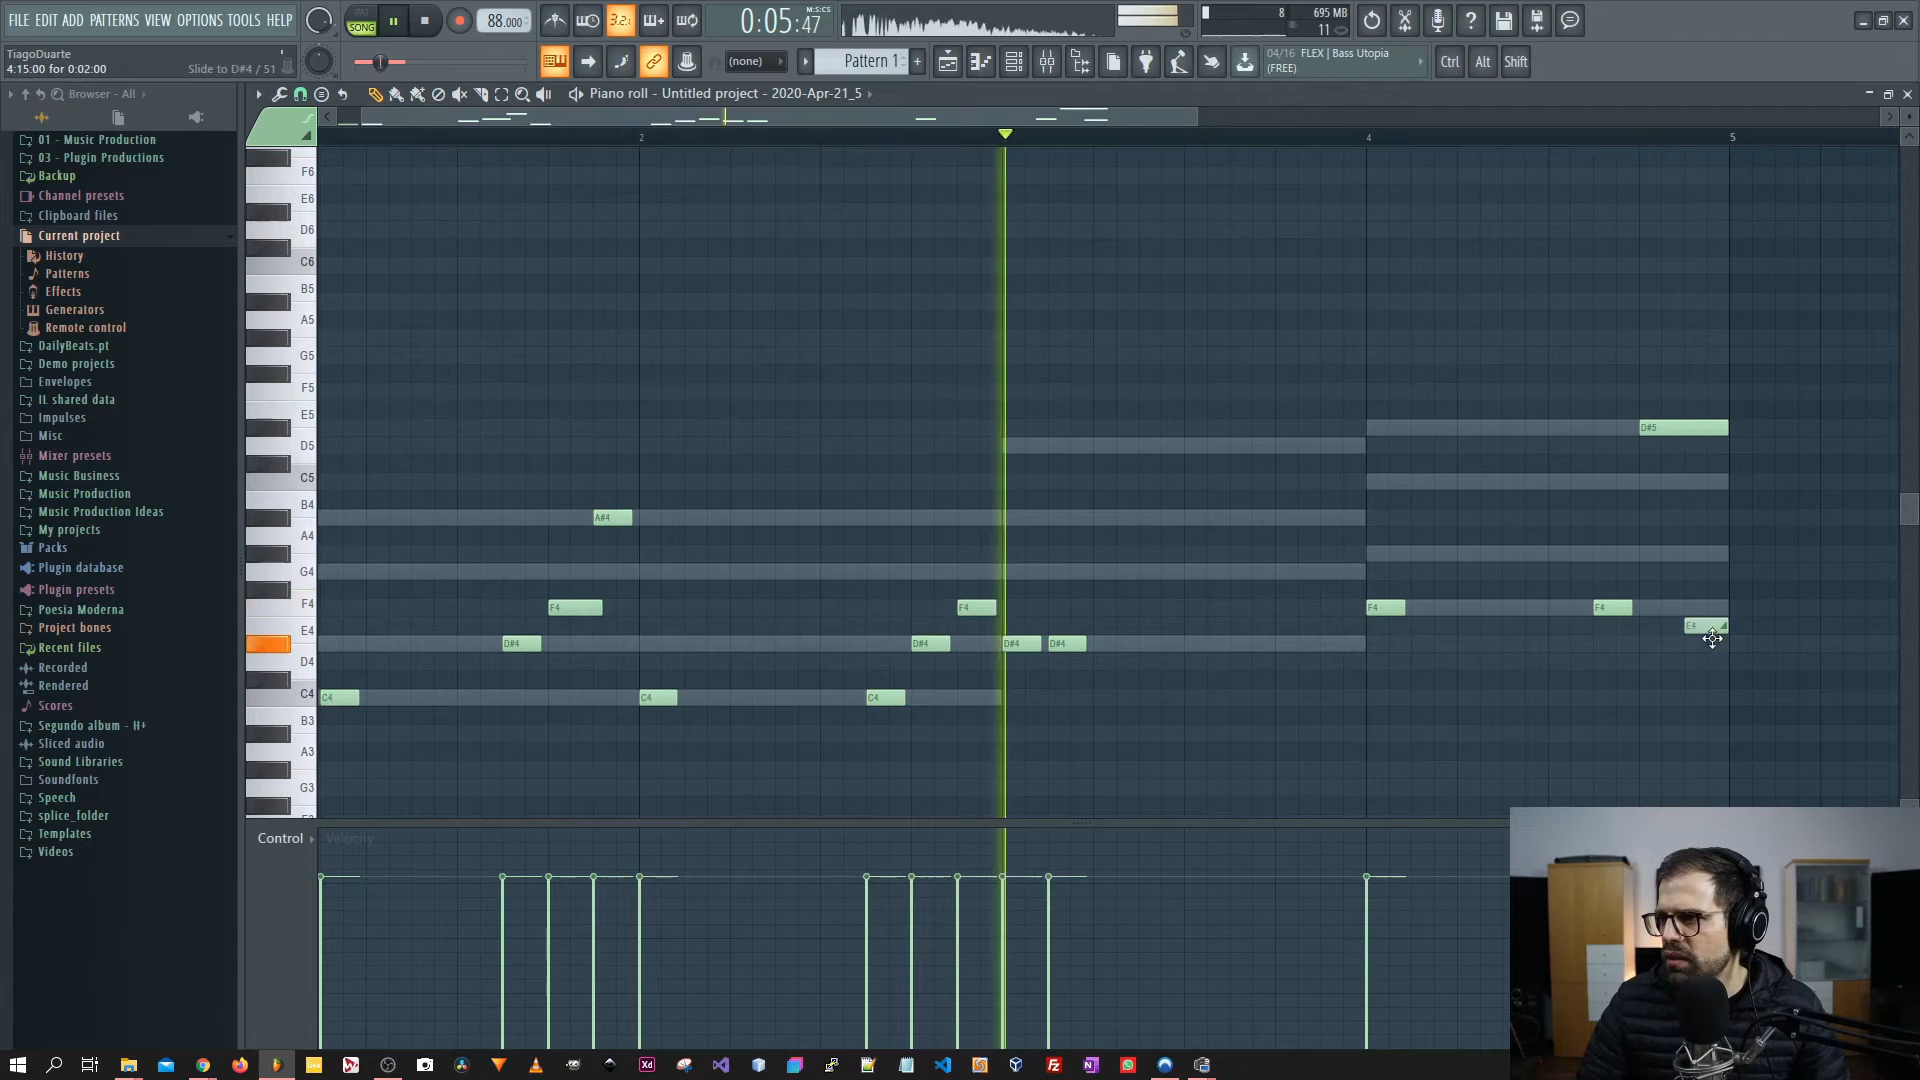 FILE EDIT ADD PATTERNS VIEW OPTIONS TOOLS HELP
PAT
SONG
88.000
3.2.
0:05:47
M:S:CS
8
695 MB
11
TiagoDuarte
4:15:00 for 0:02:00
Slide to D#4 / 51
(none)
Pattern 1
04/16 FLEX | Bass Utopia
(FREE)
Ctrl
Alt
Shift
Browser - All
Piano roll - Untitled project - 2020-Apr-21_5
01 - Music Production
03 - Plugin Productions
Backup
Channel presets
Clipboard files
Current project
History
Patterns
Effects
Generators
Remote control
DailyBeats.pt
Demo projects
Envelopes
IL shared data
Impulses
Misc
Mixer presets
Music Business
Music Production
Music Production Ideas
My projects
Packs
Plugin database
Plugin presets
Poesia Moderna
Project bones
Recent files
Recorded
Rendered
Scores
Segundo album - H+
Sliced audio
Sound Libraries
Soundfonts
Speech
splice_folder
Templates
Videos
2
4
5
F6
E6
D6
C6
B5
A5
G5
F5
E5
D5
C5
B4
A4
G4
F4
E4
D4
C4
B3
A3
G3
D#5
A#4
F4
F4
F4
F4
E4
D#4
D#4
D#4
D#4
C4
C4
C4
Control
Velocity